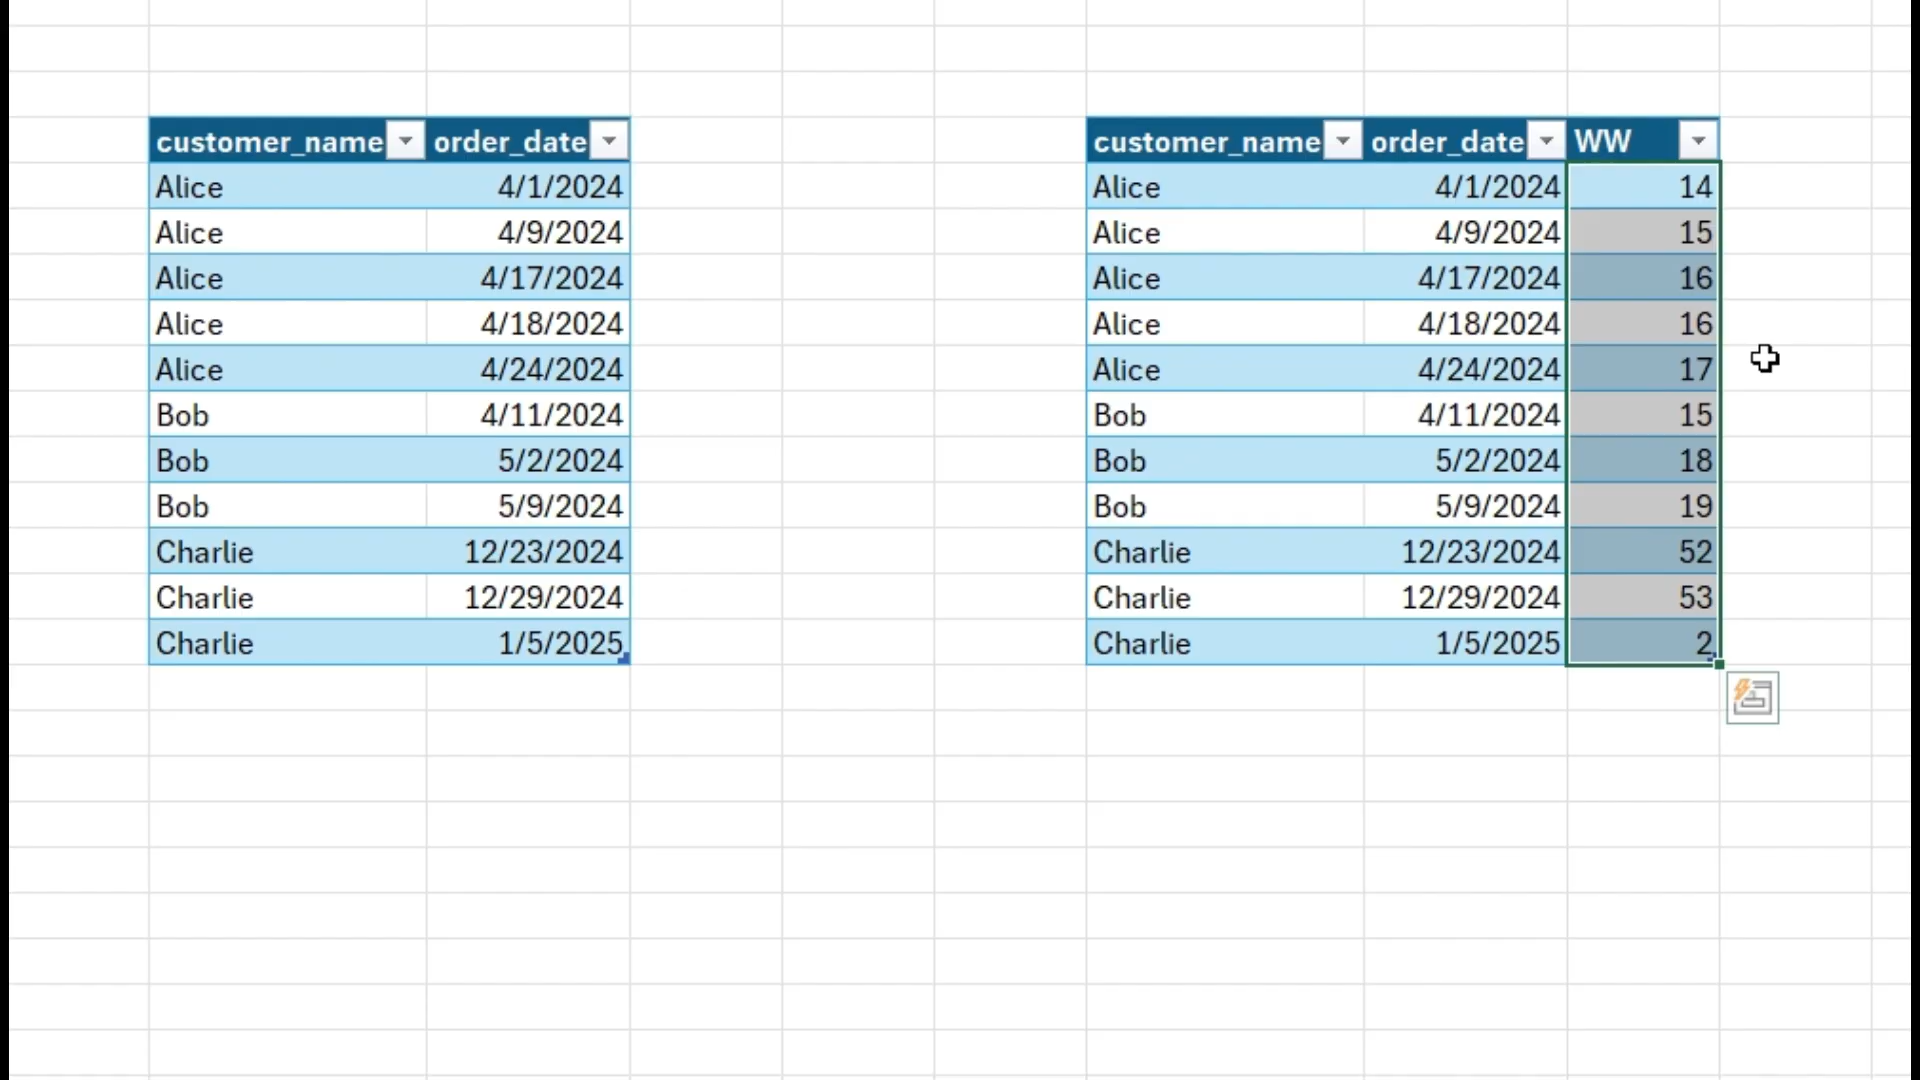 customer_name order_date
Alice 4/1/2024
Alice 4/9/2024
Alice 4/17/2024
Alice 4/18/2024
Alice 4/24/2024
Bob 4/11/2024
Bob 5/2/2024
Bob 5/9/2024
Charlie 12/23/2024
Charlie 12/29/2024
Charlie 1/5/2025
customer_name order_date WW
Alice 4/1/2024 14
Alice 4/9/2024 15
Alice 4/17/2024 16
Alice 4/18/2024 16
Alice 4/24/2024 17
Bob 4/11/2024 15
Bob 5/2/2024 18
Bob 5/9/2024 19
Charlie 12/23/2024 52
Charlie 12/29/2024 53
Charlie 1/5/2025 2